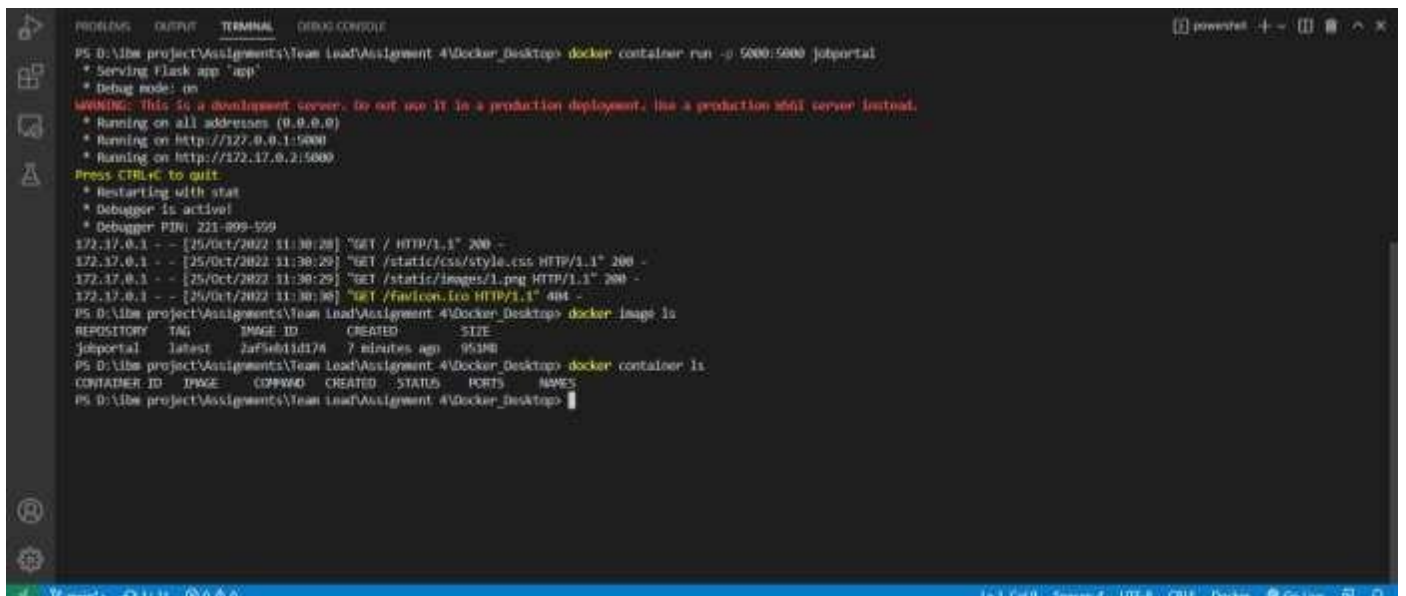 PROBLEMS OUTPUT TERMINAL DEBUG CONSOLE powershell
PS D:\ibm project\Assignments\Team Lead\Assignment 4\Docker_Desktop> docker container run -p 5000:5000 jobportal
* Serving Flask app 'app'
* Debug mode: on
WARNING: This is a development server. Do not use it in a production deployment. Use a production WSGI server instead.
* Running on all addresses (0.0.0.0)
* Running on http://127.0.0.1:5000
* Running on http://172.17.0.2:5000
Press CTRL+C to quit
* Restarting with stat
* Debugger is active!
* Debugger PIN: 221-899-559
172.17.0.1 - - [25/Oct/2022 11:30:28] "GET / HTTP/1.1" 200 -
172.17.0.1 - - [25/Oct/2022 11:30:29] "GET /static/css/style.css HTTP/1.1" 200 -
172.17.0.1 - - [25/Oct/2022 11:30:29] "GET /static/images/1.png HTTP/1.1" 200 -
172.17.0.1 - - [25/Oct/2022 11:30:30] "GET /favicon.ico HTTP/1.1" 404 -
PS D:\ibm project\Assignments\Team Lead\Assignment 4\Docker_Desktop> docker image ls
REPOSITORY TAG IMAGE ID CREATED SIZE
jobportal latest 2af5eb11d174 7 minutes ago 951MB
PS D:\ibm project\Assignments\Team Lead\Assignment 4\Docker_Desktop> docker container ls
CONTAINER ID IMAGE COMMAND CREATED STATUS PORTS NAMES
PS D:\ibm project\Assignments\Team Lead\Assignment 4\Docker_Desktop>